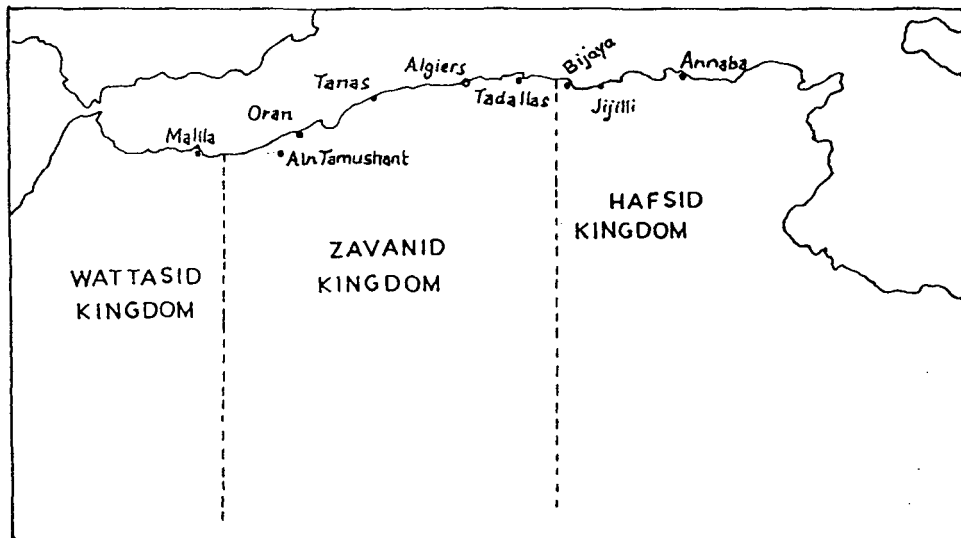 Bijaya
Annaba
Algiers
Tanas
Tadallas
Jijilli
Oran
Malila
Ain Tamushant
HAFSID
KINGDOM
ZAVANID
KINGDOM
WATTASID
KINGDOM